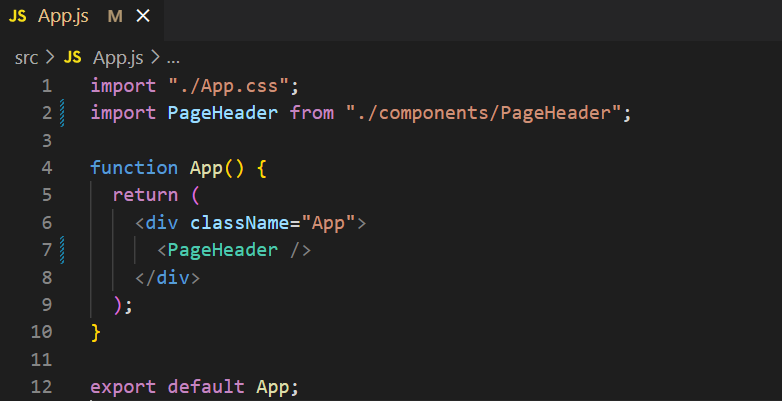 JS App.js M ×
src > JS App.js > ...
1 import "./App.css";
2 import PageHeader from "./components/PageHeader";
3
4 function App() {
5   return (
6     <div className="App">
7       <PageHeader />
8     </div>
9   );
10 }
11
12 export default App;